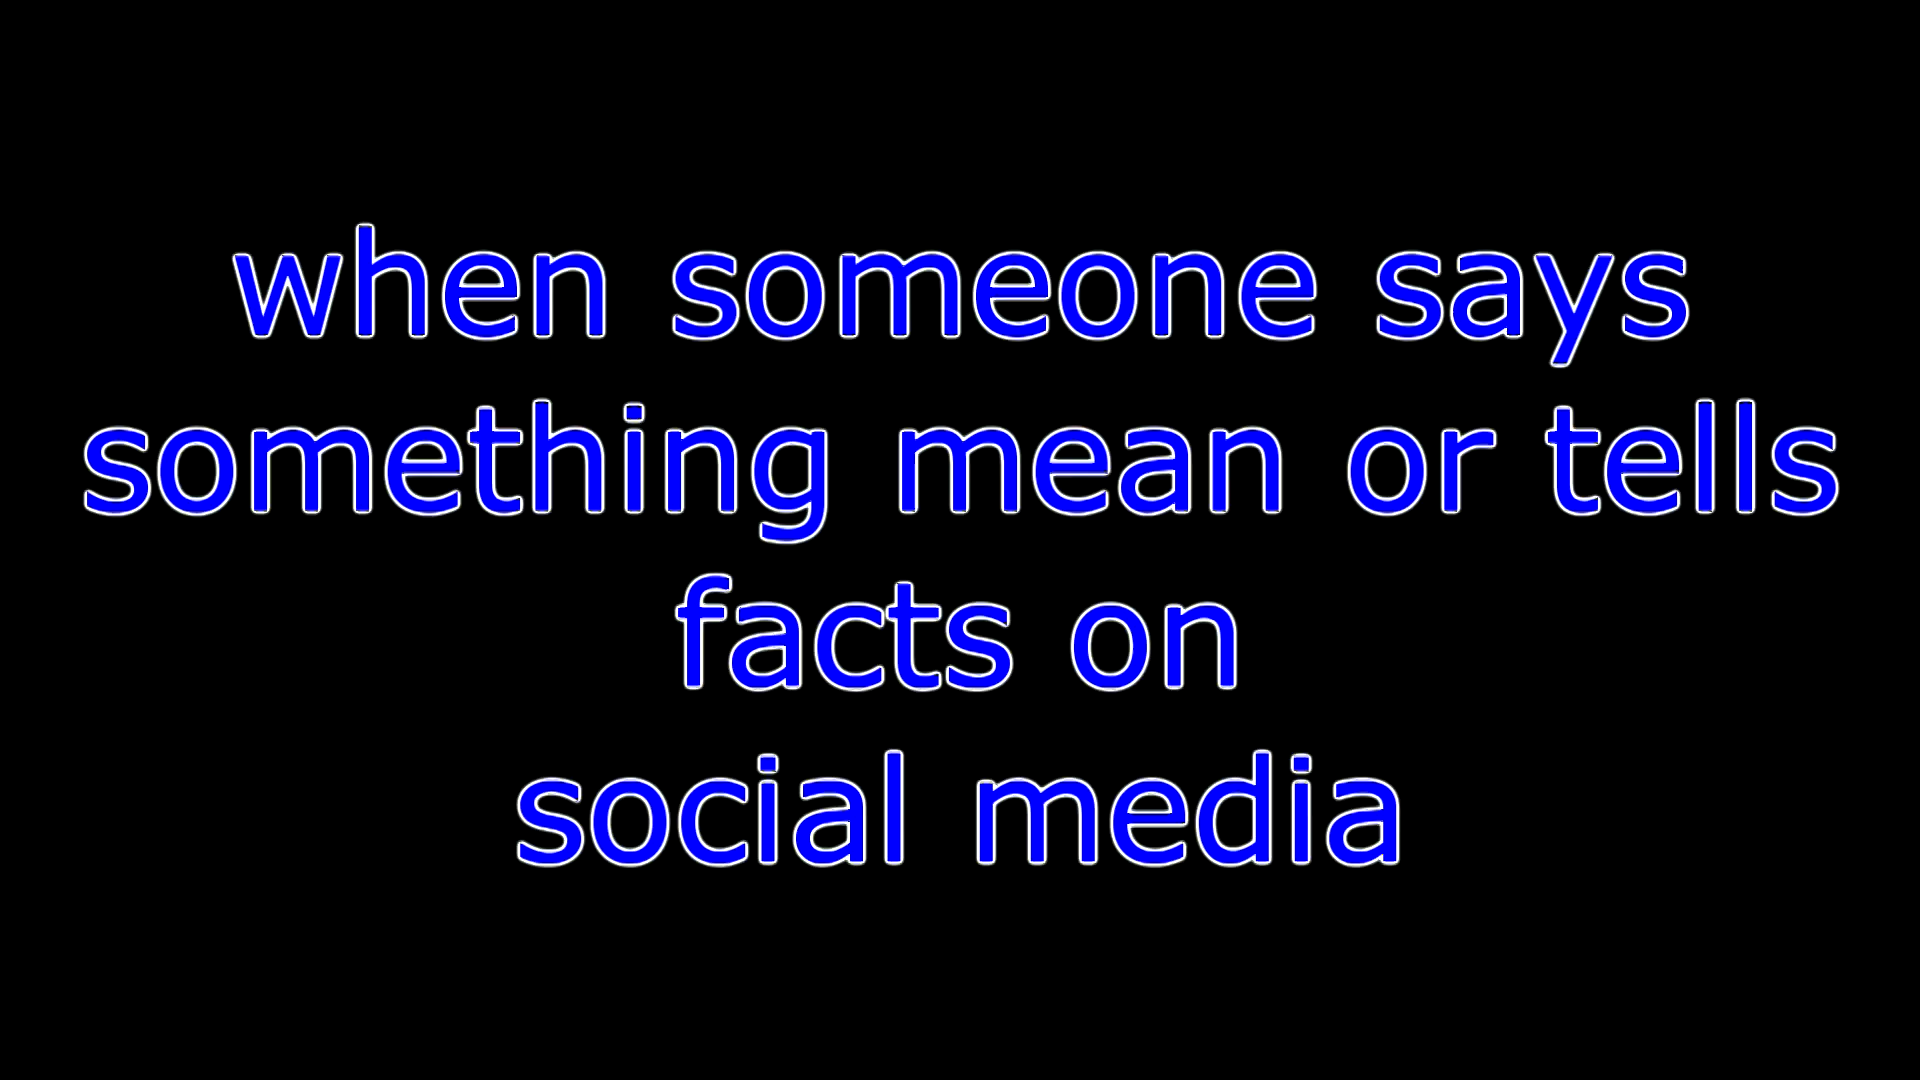 when someone says
something mean or tells
facts on
social media